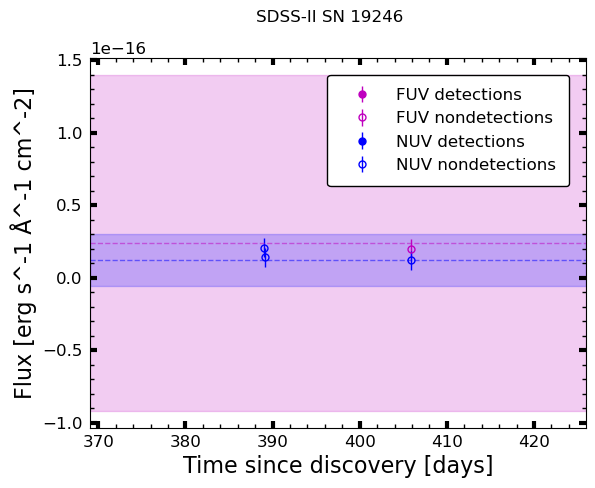 SDSS-II SN 19246
1e−16
FUV detections
FUV nondetections
NUV detections
NUV nondetections
1.5
1.0
0.5
0.0
−0.5
−1.0
Flux [erg s^-1 Å^-1 cm^-2]
370 380 390 400 410 420
Time since discovery [days]